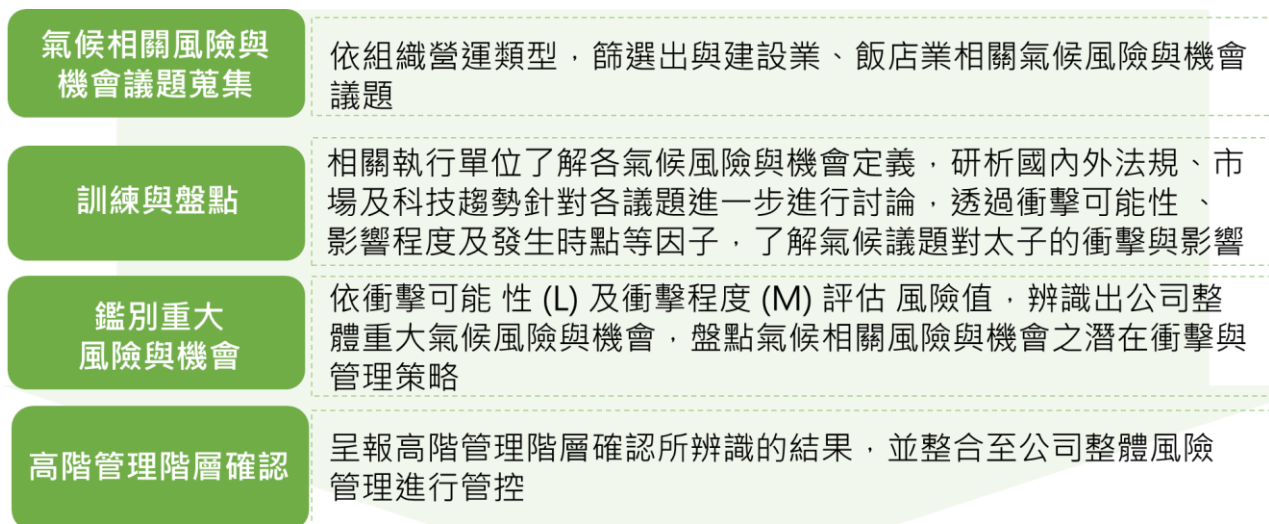 氣候相關風險與
機會議題蒐集
依組織營運類型，篩選出與建設業、飯店業相關氣候風險與機會
議題
訓練與盤點
相關執行單位了解各氣候風險與機會定義，研析國內外法規、市
場及科技趨勢針對各議題進一步進行討論，透過衝擊可能性 、
影響程度及發生時點等因子，了解氣候議題對太子的衝擊與影響
鑑別重大
風險與機會
依衝擊可能 性 (L) 及衝擊程度 (M) 評估 風險值，辨識出公司整
體重大氣候風險與機會，盤點氣候相關風險與機會之潛在衝擊與
管理策略
高階管理階層確認
呈報高階管理階層確認所辨識的結果，並整合至公司整體風險
管理進行管控